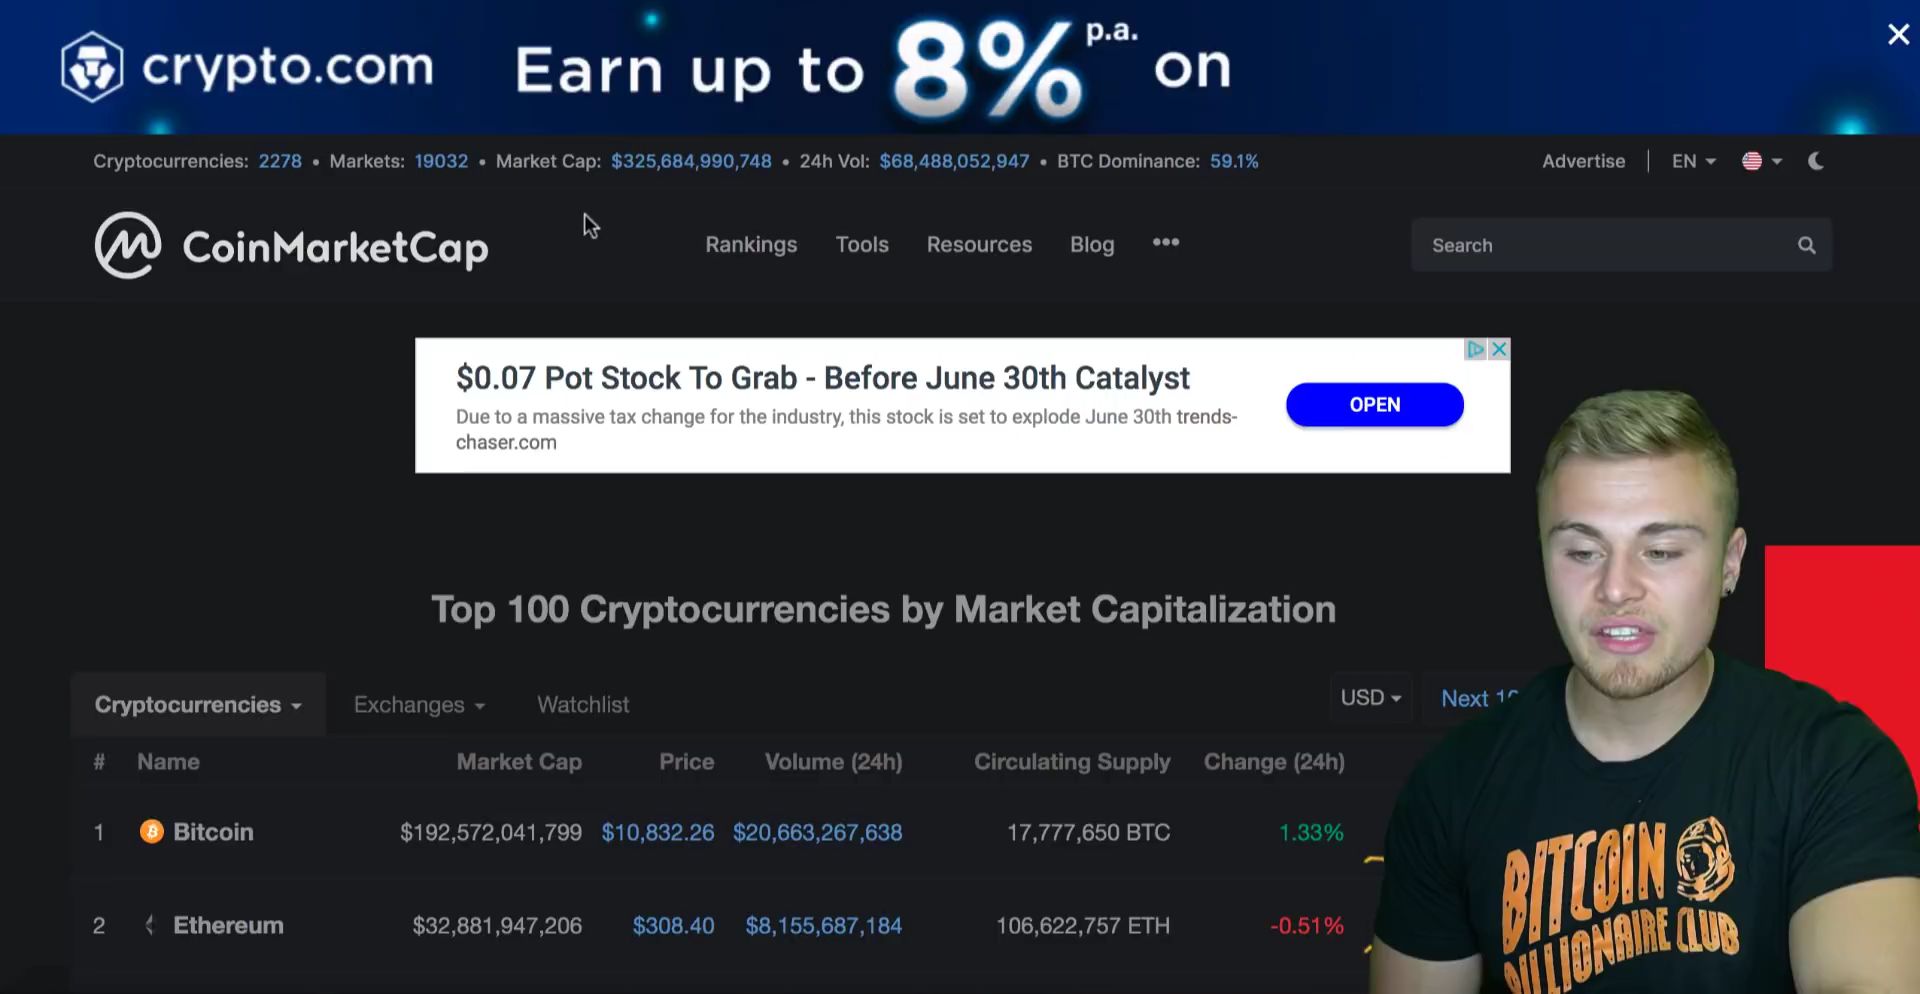 crypto.com Earn up to 8% p.a. on
Cryptocurrencies: 2278 • Markets: 19032 • Market Cap: $325,684,990,748 • 24h Vol: $68,488,052,947 • BTC Dominance: 59.1% Advertise | EN
CoinMarketCap Rankings Tools Resources Blog ••• Search
$0.07 Pot Stock To Grab - Before June 30th Catalyst
Due to a massive tax change for the industry, this stock is set to explode June 30th trends-
chaser.com
OPEN
Top 100 Cryptocurrencies by Market Capitalization
Cryptocurrencies Exchanges Watchlist USD Next
# Name Market Cap Price Volume (24h) Circulating Supply Change (24h)
1 Bitcoin $192,572,041,799 $10,832.26 $20,663,267,638 17,777,650 BTC 1.33%
2 Ethereum $32,881,947,206 $308.40 $8,155,687,184 106,622,757 ETH -0.51%
BITCOIN
BILLIONAIRE CLUB